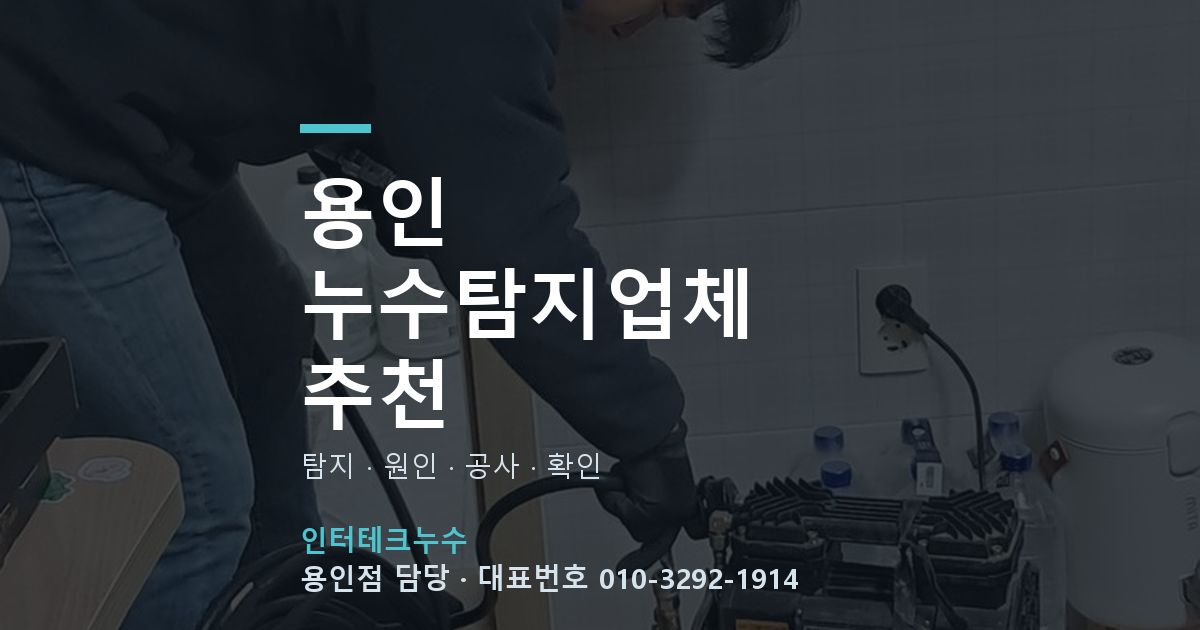 용인
누수탐지업체
추천
탐지 · 원인 · 공사 · 확인
인터테크누수
용인점 담당 · 대표번호 010-3292-1914